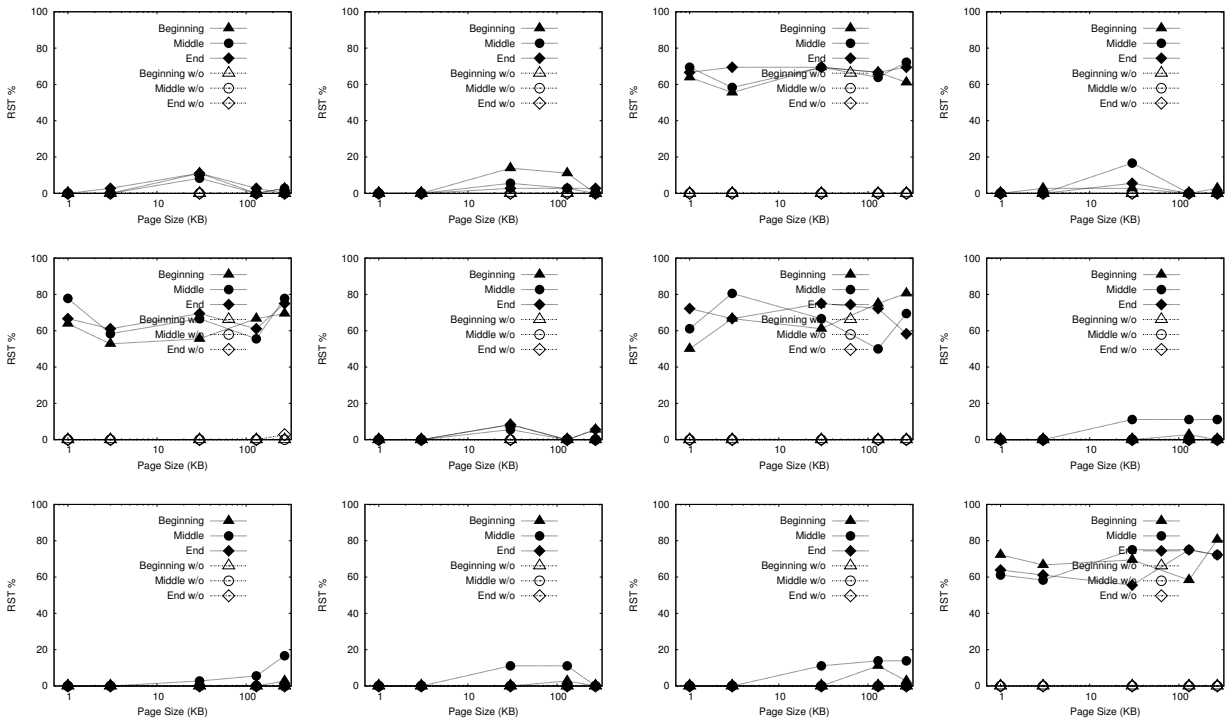 100
80
60
40
20
0
RST %
Beginning
Middle
End
Beginning w/o
Middle w/o
End w/o
1 10 100
Page Size (KB)
100
80
60
40
20
0
RST %
Beginning
Middle
End
Beginning w/o
Middle w/o
End w/o
1 10 100
Page Size (KB)
100
80
60
40
20
0
RST %
Beginning
Middle
End
Beginning w/o
Middle w/o
End w/o
1 10 100
Page Size (KB)
100
80
60
40
20
0
RST %
Beginning
Middle
End
Beginning w/o
Middle w/o
End w/o
1 10 100
Page Size (KB)
100
80
60
40
20
0
RST %
Beginning
Middle
End
Beginning w/o
Middle w/o
End w/o
1 10 100
Page Size (KB)
100
80
60
40
20
0
RST %
Beginning
Middle
End
Beginning w/o
Middle w/o
End w/o
1 10 100
Page Size (KB)
100
80
60
40
20
0
RST %
Beginning
Middle
End
Beginning w/o
Middle w/o
End w/o
1 10 100
Page Size (KB)
100
80
60
40
20
0
RST %
Beginning
Middle
End
Beginning w/o
Middle w/o
End w/o
1 10 100
Page Size (KB)
100
80
60
40
20
0
RST %
Beginning
Middle
End
Beginning w/o
Middle w/o
End w/o
1 10 100
Page Size (KB)
100
80
60
40
20
0
RST %
Beginning
Middle
End
Beginning w/o
Middle w/o
End w/o
1 10 100
Page Size (KB)
100
80
60
40
20
0
RST %
Beginning
Middle
End
Beginning w/o
Middle w/o
End w/o
1 10 100
Page Size (KB)
100
80
60
40
20
0
RST %
Beginning
Middle
End
Beginning w/o
Middle w/o
End w/o
1 10 100
Page Size (KB)